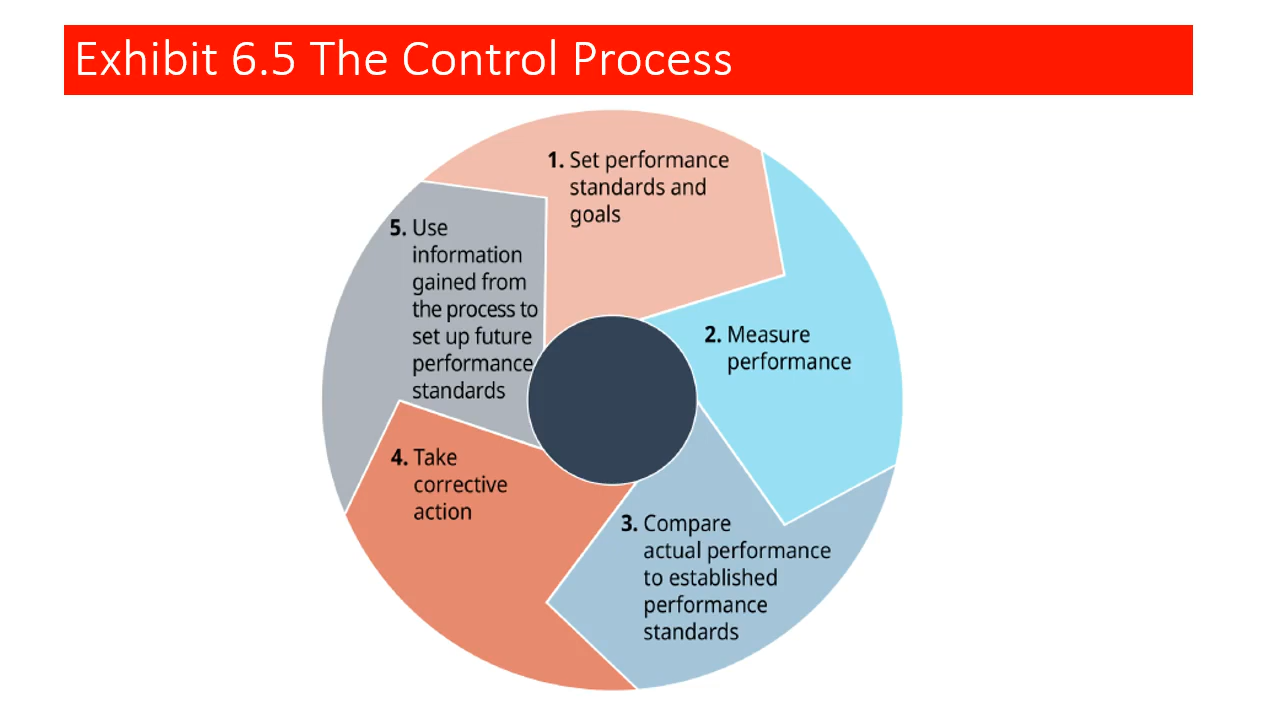 Exhibit 6.5 The Control Process
1. Set performance
standards and
goals
2. Measure
performance
3. Compare
actual performance
to established
performance
standards
4. Take
corrective
action
5. Use
information
gained from
the process to
set up future
performance
standards